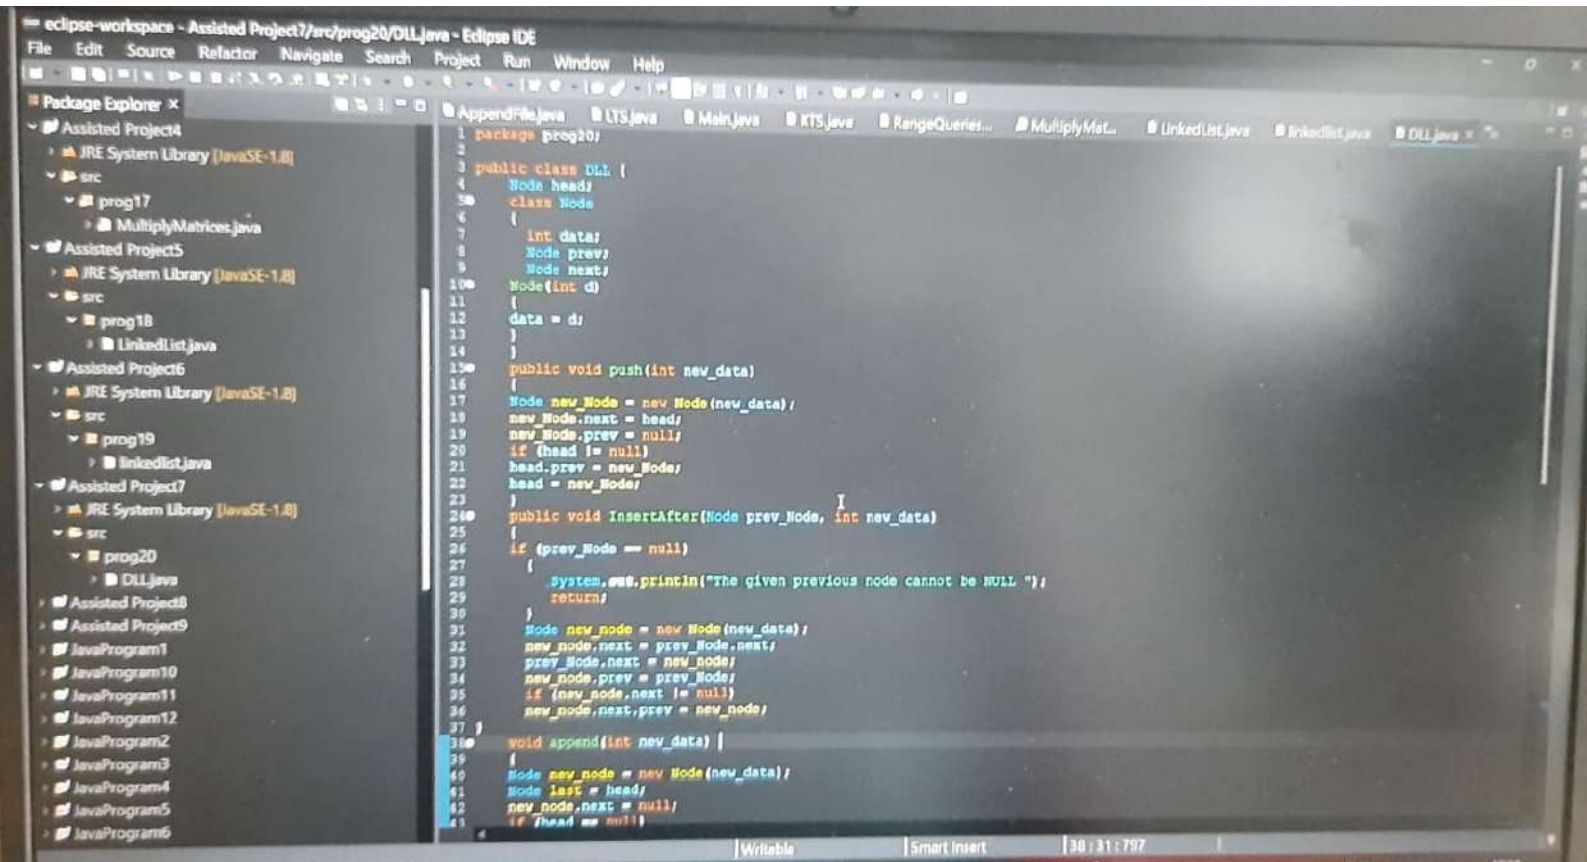 eclipse-workspace - Assisted Project7/src/prog20/DLL.java - Eclipse IDE
File Edit Source Refactor Navigate Search Project Run Window Help
Package Explorer ×
Assisted Project4
JRE System Library [JavaSE-1.8]
src
prog17
MultiplyMatrices.java
Assisted Project5
JRE System Library [JavaSE-1.8]
src
prog18
LinkedList.java
Assisted Project6
JRE System Library [JavaSE-1.8]
src
prog19
linkedlist.java
Assisted Project7
JRE System Library [JavaSE-1.8]
src
prog20
DLL.java
Assisted Project8
Assisted Project9
JavaProgram1
JavaProgram10
JavaProgram11
JavaProgram12
JavaProgram2
JavaProgram3
JavaProgram4
JavaProgram5
JavaProgram6
AppendFile.java LTS.java Main.java KTS.java RangeQueries... MultiplyMat... LinkedList.java linkedlist.java DLL.java ×
1 package prog20;
2
3 public class DLL {
4 Node head;
5 class Node
6 {
7 int data;
8 Node prev;
9 Node next;
10 Node(int d)
11 {
12 data = d;
13 }
14 }
15 public void push(int new_data)
16 {
17 Node new_Node = new Node(new_data);
18 new_Node.next = head;
19 new_Node.prev = null;
20 if (head != null)
21 head.prev = new_Node;
22 head = new_Node;
23 }
24 public void InsertAfter(Node prev_Node, int new_data)
25 {
26 if (prev_Node == null)
27 {
28 System.out.println("The given previous node cannot be NULL ");
29 return;
30 }
31 Node new_node = new Node(new_data);
32 new_node.next = prev_Node.next;
33 prev_Node.next = new_node;
34 new_node.prev = prev_Node;
35 if (new_node.next != null)
36 new_node.next.prev = new_node;
37 }
38 void append(int new_data)
39 {
40 Node new_node = new Node(new_data);
41 Node last = head;
42 new_node.next = null;
43 if (head == null)
Writable Smart Insert 38 : 31 : 797